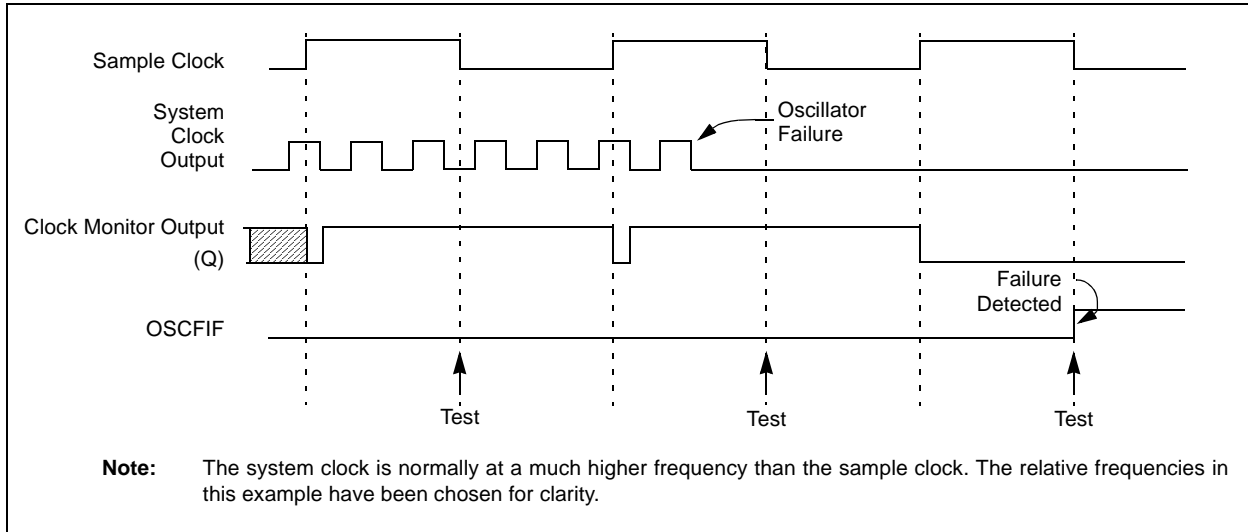 Sample Clock
System
Clock
Output
Oscillator
Failure
Clock Monitor Output
(Q)
Failure
Detected
OSCFIF
Test
Test
Test
Note: The system clock is normally at a much higher frequency than the sample clock. The relative frequencies in
this example have been chosen for clarity.